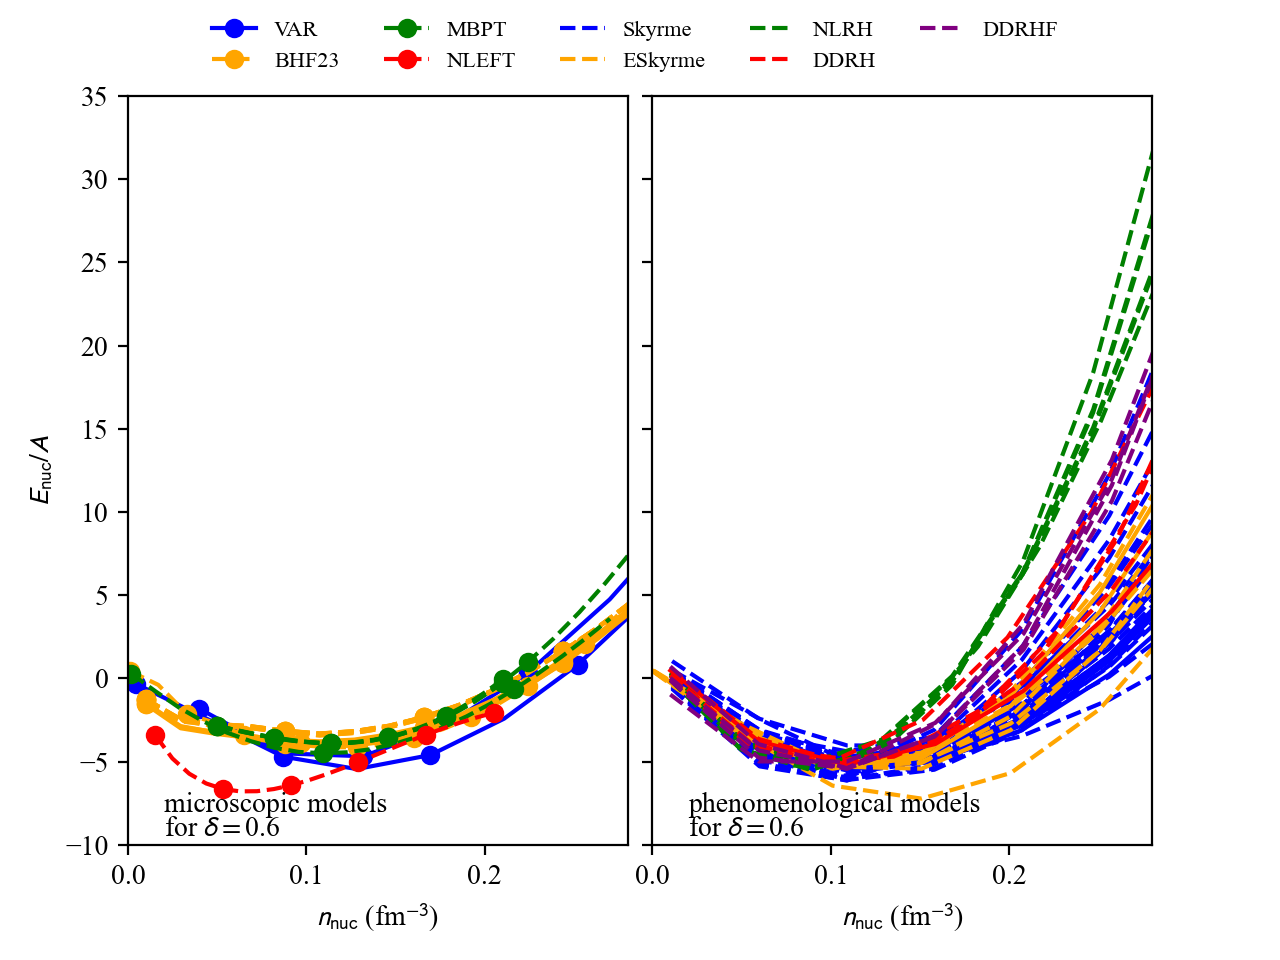 VAR MBPT Skyrme NLRH DDRHF
BHF23 NLEFT ESkyrme DDRH
35
30
25
20
15
10
5
0
−5
−10
E_nuc/A
microscopic models
for δ = 0.6
phenomenological models
for δ = 0.6
0.0 0.1 0.2
0.0 0.1 0.2
n_nuc (fm⁻³)
n_nuc (fm⁻³)